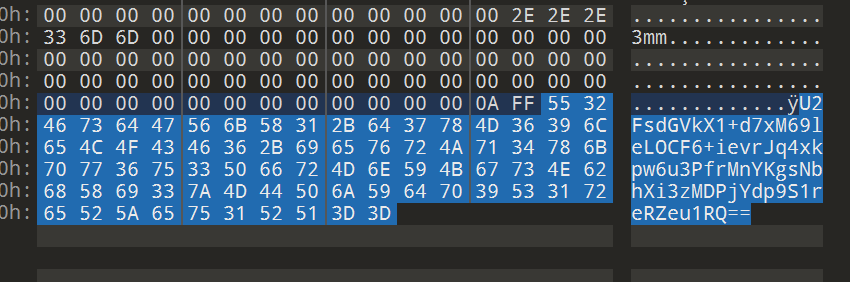 0h: 00 00 00 00 00 00 00 00 00 00 00 00 00 2E 2E 2E ................
0h: 33 6D 6D 00 00 00 00 00 00 00 00 00 00 00 00 00 3mm.............
0h: 00 00 00 00 00 00 00 00 00 00 00 00 00 00 00 00 ................
0h: 00 00 00 00 00 00 00 00 00 00 00 00 00 00 00 00 ................
0h: 00 00 00 00 00 00 00 00 00 00 00 00 0A FF 55 32 .............ÿU2
0h: 46 73 64 47 56 6B 58 31 2B 64 37 78 4D 36 39 6C FsdGVkX1+d7xM69l
0h: 65 4C 4F 43 46 36 2B 69 65 76 72 4A 71 34 78 6B eLOCF6+ievrJq4xk
0h: 70 77 36 75 33 50 66 72 4D 6E 59 4B 67 73 4E 62 pw6u3PfrMnYKgsNb
0h: 68 58 69 33 7A 4D 44 50 6A 59 64 70 39 53 31 72 hXi3zMDPjYdp9S1r
0h: 65 52 5A 65 75 31 52 51 3D 3D eRZeu1RQ==